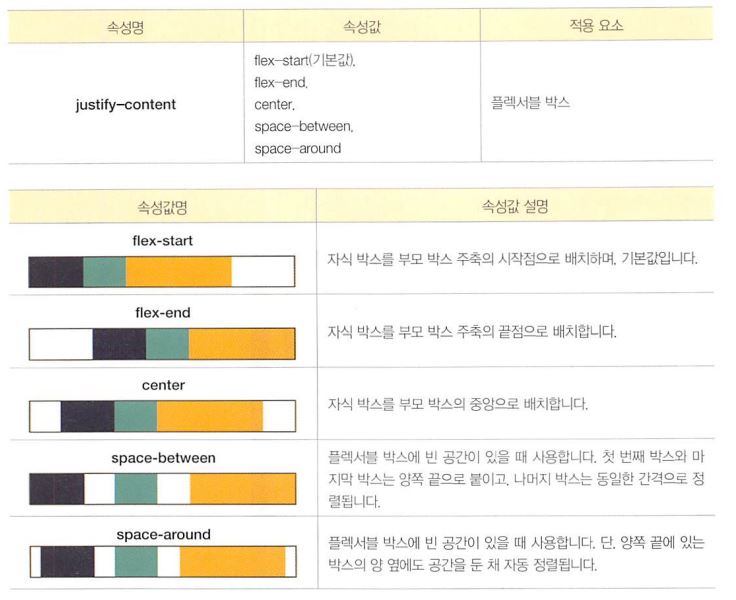 속성명 속성값 적용 요소
justify-content
flex-start(기본값),
flex-end,
center,
space-between,
space-around
플렉서블 박스
속성값명 속성값 설명
flex-start
자식 박스를 부모 박스 주축의 시작점으로 배치하며, 기본값입니다.
flex-end
자식 박스를 부모 박스 주축의 끝점으로 배치합니다.
center
자식 박스를 부모 박스의 중앙으로 배치합니다.
space-between
플렉서블 박스에 빈 공간이 있을 때 사용합니다. 첫 번째 박스와 마
지막 박스는 양쪽 끝으로 붙이고, 나머지 박스는 동일한 간격으로 정
렬됩니다.
space-around
플렉서블 박스에 빈 공간이 있을 때 사용합니다. 단, 양쪽 끝에 있는
박스의 양 옆에도 공간을 둔 채 자동 정렬됩니다.